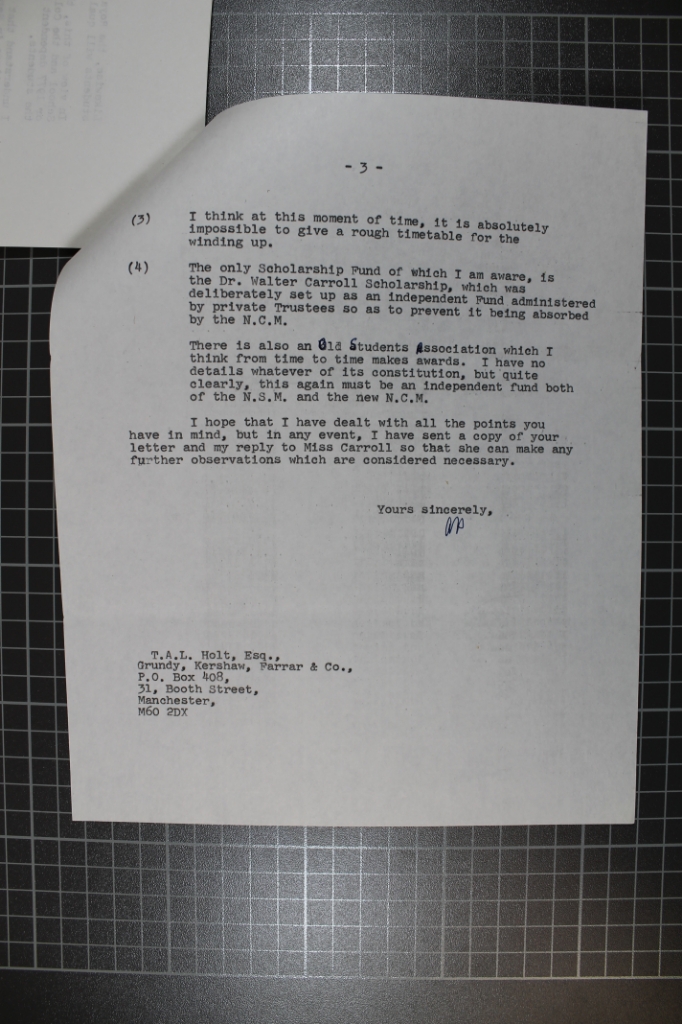 - 3 -
(3) I think at this moment of time, it is absolutely
impossible to give a rough timetable for the
winding up.
(4) The only Scholarship Fund of which I am aware, is
the Dr. Walter Carroll Scholarship, which was
deliberately set up as an independent Fund administered
by private Trustees so as to prevent it being absorbed
by the N.C.M.
There is also an Old Students Association which I
think from time to time makes awards. I have no
details whatever of its constitution, but quite
clearly, this again must be an independent fund both
of the N.S.M. and the new N.C.M.
I hope that I have dealt with all the points you
have in mind, but in any event, I have sent a copy of your
letter and my reply to Miss Carroll so that she can make any
further observations which are considered necessary.
Yours sincerely,
T.A.L. Holt, Esq.,
Grundy, Kershaw, Farrar & Co.,
P.O. Box 408,
31, Booth Street,
Manchester,
M60 2DX